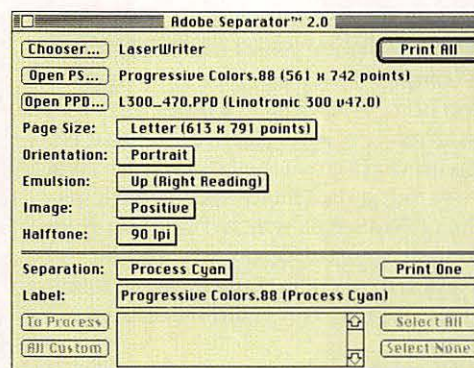 Adobe Separator™ 2.0
Chooser... LaserWriter Print All
Open PS... Progressive Colors.88 (561 x 742 points)
Open PPD... L300_470.PPD (Linotronic 300 v47.0)
Page Size: Letter (613 x 791 points)
Orientation: Portrait
Emulsion: Up (Right Reading)
Image: Positive
Halftone: 90 lpi
Separation: Process Cyan Print One
Label: Progressive Colors.88 (Process Cyan)
To Process Select All
All Custom Select None